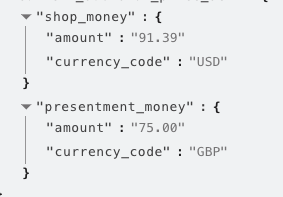 "shop_money" : {
"amount" : "91.39"
"currency_code" : "USD"
}
"presentment_money" : {
"amount" : "75.00"
"currency_code" : "GBP"
}